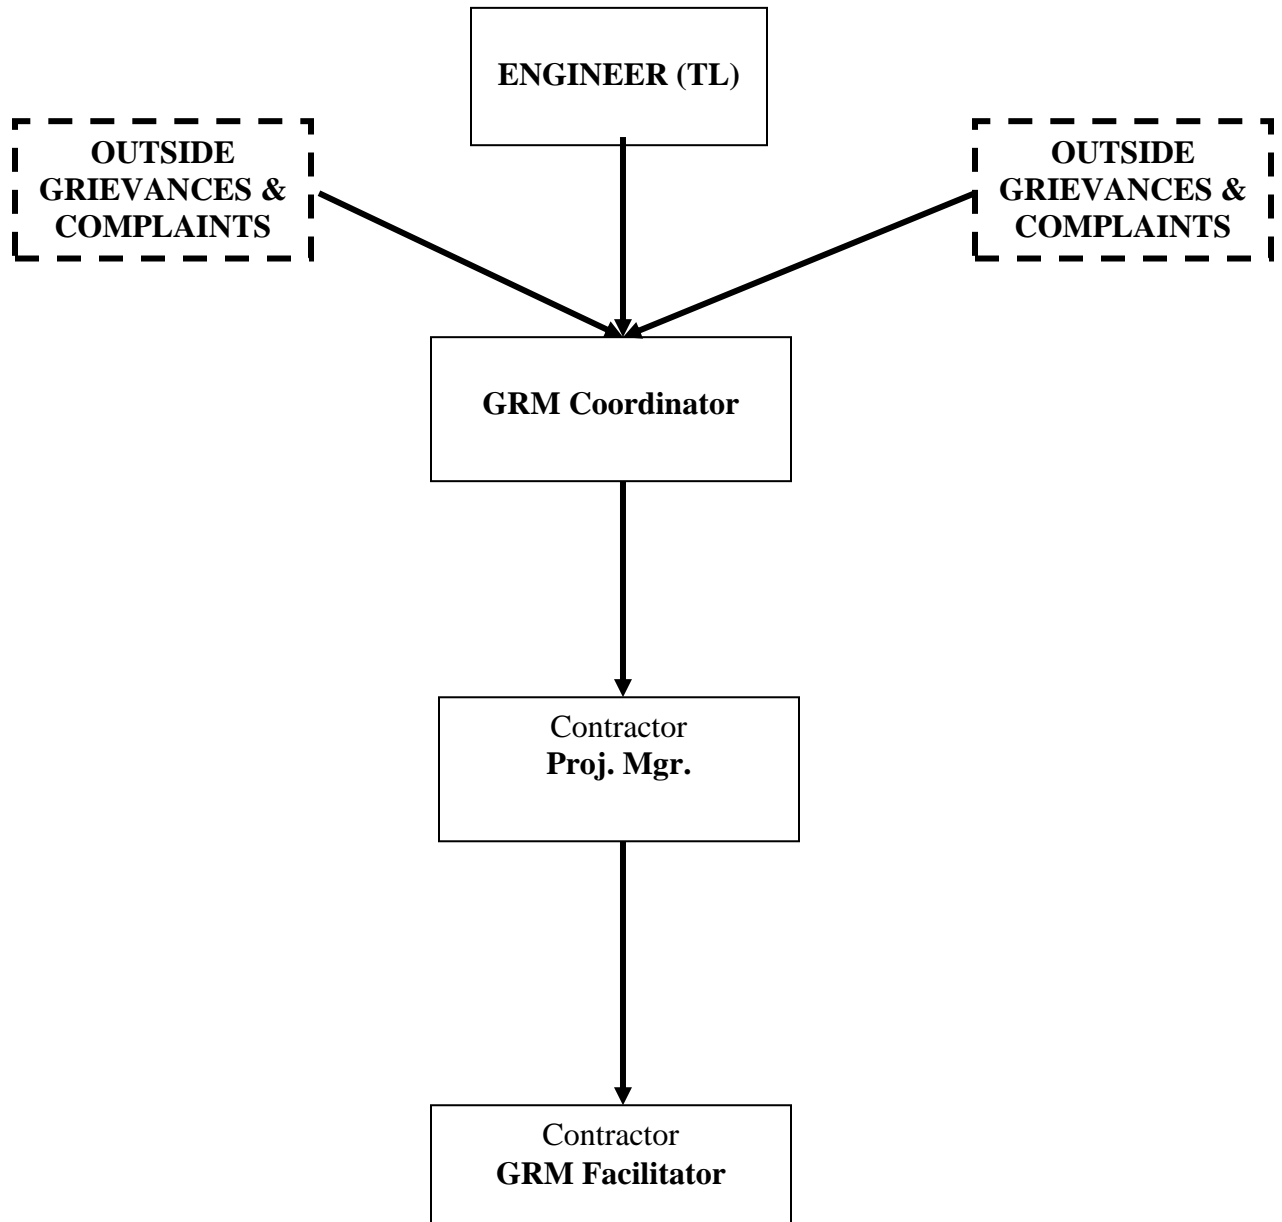 ENGINEER (TL)
OUTSIDE
GRIEVANCES &
COMPLAINTS
OUTSIDE
GRIEVANCES &
COMPLAINTS
GRM Coordinator
Contractor
Proj. Mgr.
Contractor
GRM Facilitator